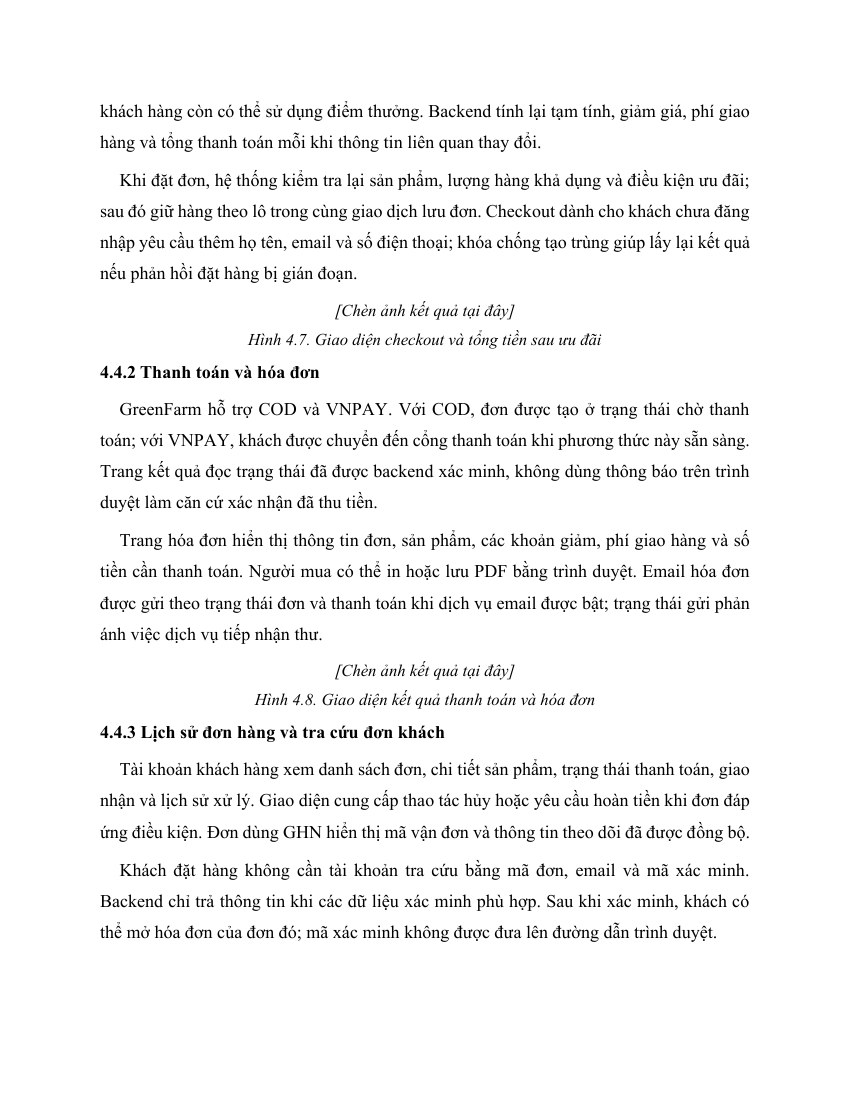 khách hàng còn có thể sử dụng điểm thưởng. Backend tính lại tạm tính, giảm giá, phí giao
hàng và tổng thanh toán mỗi khi thông tin liên quan thay đổi.
Khi đặt đơn, hệ thống kiểm tra lại sản phẩm, lượng hàng khả dụng và điều kiện ưu đãi;
sau đó giữ hàng theo lô trong cùng giao dịch lưu đơn. Checkout dành cho khách chưa đăng
nhập yêu cầu thêm họ tên, email và số điện thoại; khóa chống tạo trùng giúp lấy lại kết quả
nếu phản hồi đặt hàng bị gián đoạn.
[Chèn ảnh kết quả tại đây]
Hình 4.7. Giao diện checkout và tổng tiền sau ưu đãi
4.4.2 Thanh toán và hóa đơn
GreenFarm hỗ trợ COD và VNPAY. Với COD, đơn được tạo ở trạng thái chờ thanh
toán; với VNPAY, khách được chuyển đến cổng thanh toán khi phương thức này sẵn sàng.
Trang kết quả đọc trạng thái đã được backend xác minh, không dùng thông báo trên trình
duyệt làm căn cứ xác nhận đã thu tiền.
Trang hóa đơn hiển thị thông tin đơn, sản phẩm, các khoản giảm, phí giao hàng và số
tiền cần thanh toán. Người mua có thể in hoặc lưu PDF bằng trình duyệt. Email hóa đơn
được gửi theo trạng thái đơn và thanh toán khi dịch vụ email được bật; trạng thái gửi phản
ánh việc dịch vụ tiếp nhận thư.
[Chèn ảnh kết quả tại đây]
Hình 4.8. Giao diện kết quả thanh toán và hóa đơn
4.4.3 Lịch sử đơn hàng và tra cứu đơn khách
Tài khoản khách hàng xem danh sách đơn, chi tiết sản phẩm, trạng thái thanh toán, giao
nhận và lịch sử xử lý. Giao diện cung cấp thao tác hủy hoặc yêu cầu hoàn tiền khi đơn đáp
ứng điều kiện. Đơn dùng GHN hiển thị mã vận đơn và thông tin theo dõi đã được đồng bộ.
Khách đặt hàng không cần tài khoản tra cứu bằng mã đơn, email và mã xác minh.
Backend chỉ trả thông tin khi các dữ liệu xác minh phù hợp. Sau khi xác minh, khách có
thể mở hóa đơn của đơn đó; mã xác minh không được đưa lên đường dẫn trình duyệt.